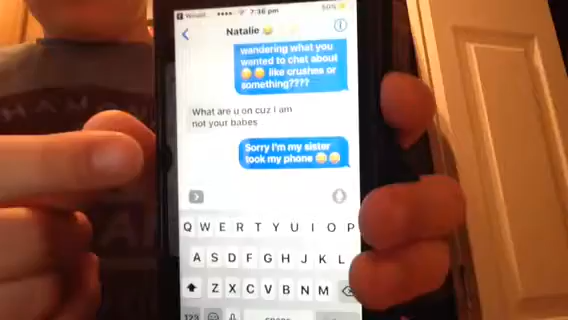 7:36 pm
50%
Natalie 😂
wandering what you
wanted to chat about
😄😄 like crushes or
something????
What are u on cuz I am
not your babes
Sorry I'm my sister
took my phone 😄😄
Q W E R T Y U I O P
A S D F G H J K L
Z X C V B N M
123